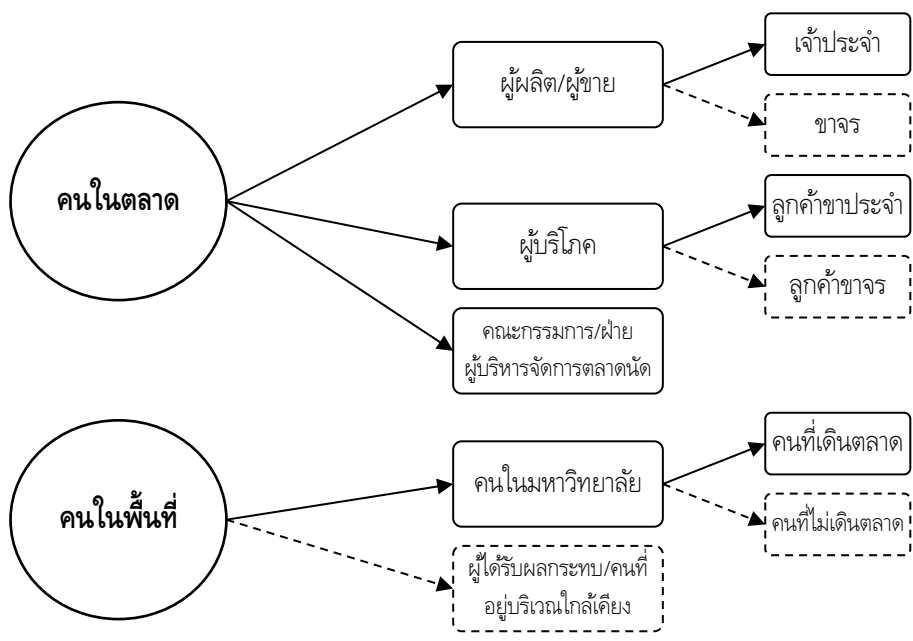 คนในตลาด
ผู้ผลิต/ผู้ขาย
เจ้าประจำ
ขาจร
ผู้บริโภค
ลูกค้าขาประจำ
ลูกค้าขาจร
คณะกรรมการ/ฝ่าย
ผู้บริหารจัดการตลาดนัด
คนในพื้นที่
คนในมหาวิทยาลัย
คนที่เดินตลาด
คนที่ไม่เดินตลาด
ผู้ได้รับผลกระทบ/คนที่
อยู่บริเวณใกล้เคียง